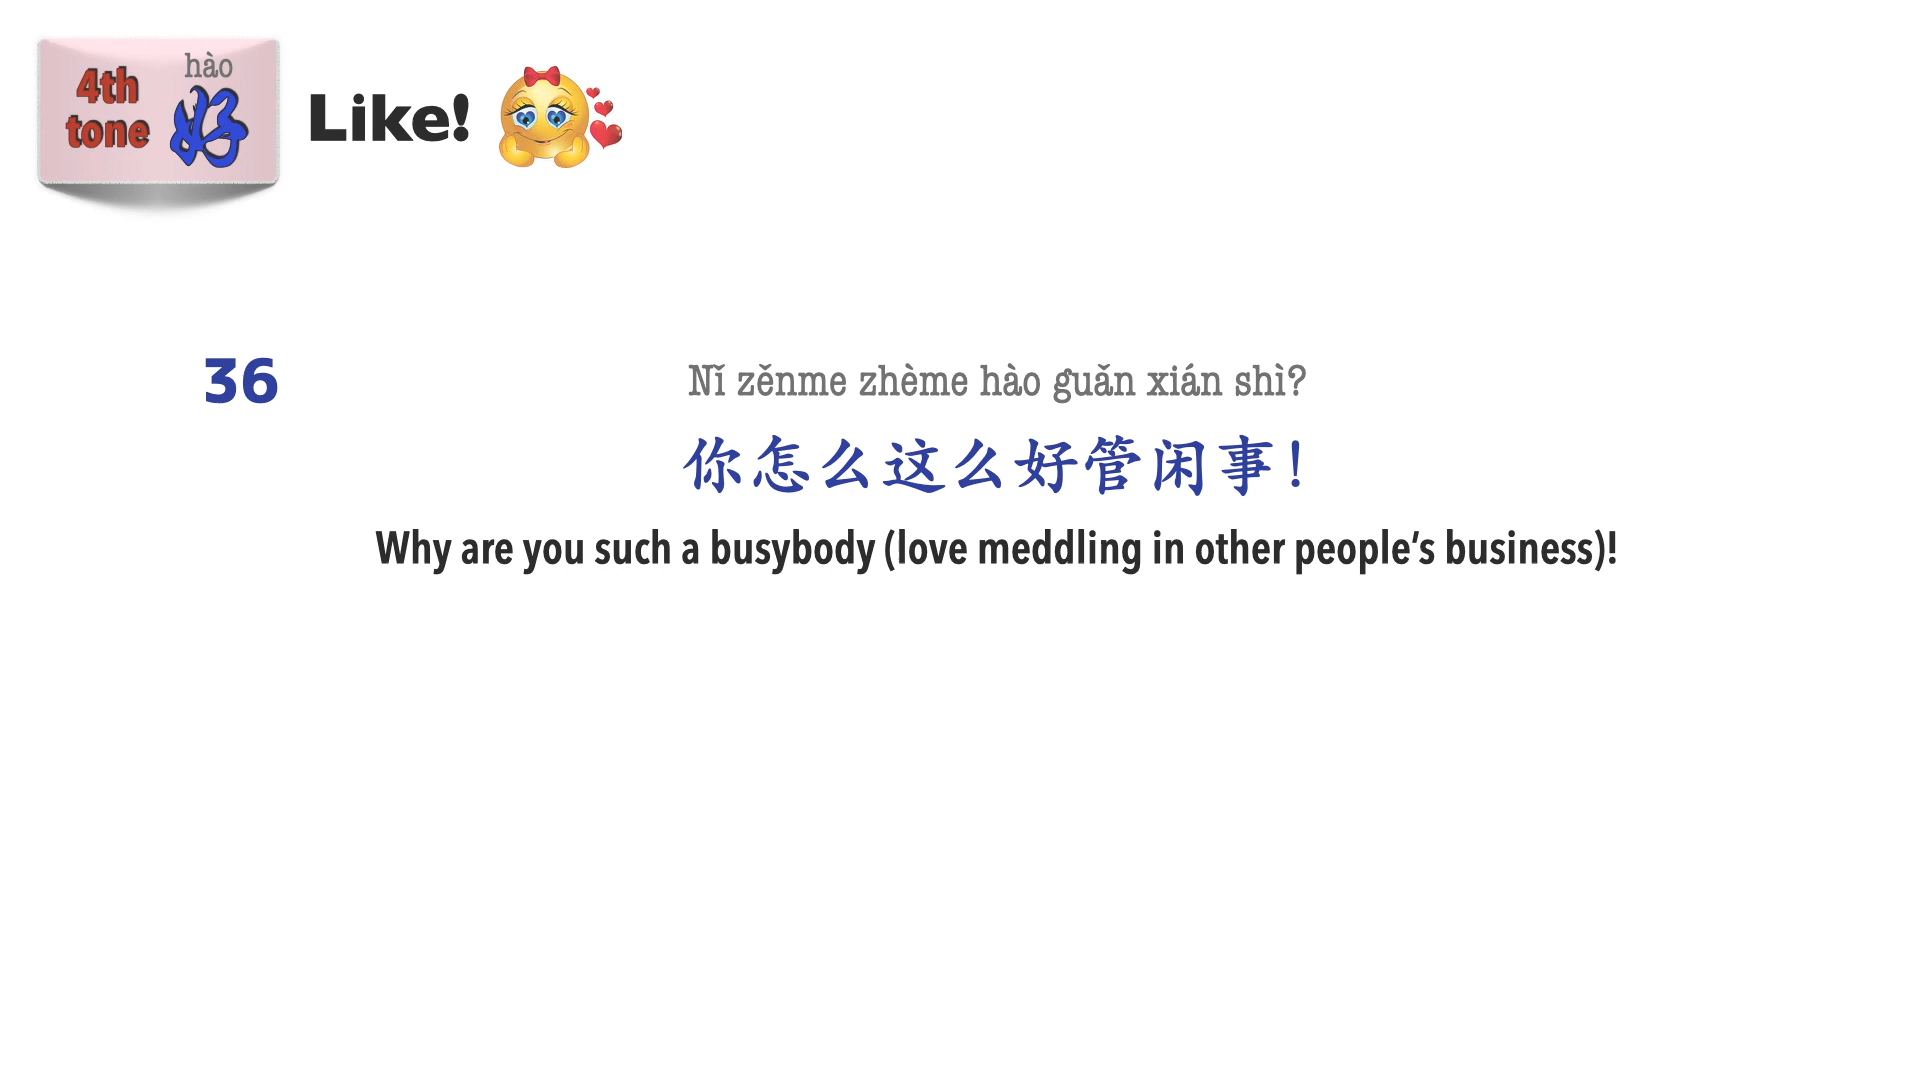 4th
tone
hào
好
Like!
36
Nǐ zěnme zhème hào guǎn xián shì?
你怎么这么好管闲事！
Why are you such a busybody (love meddling in other people’s business)!